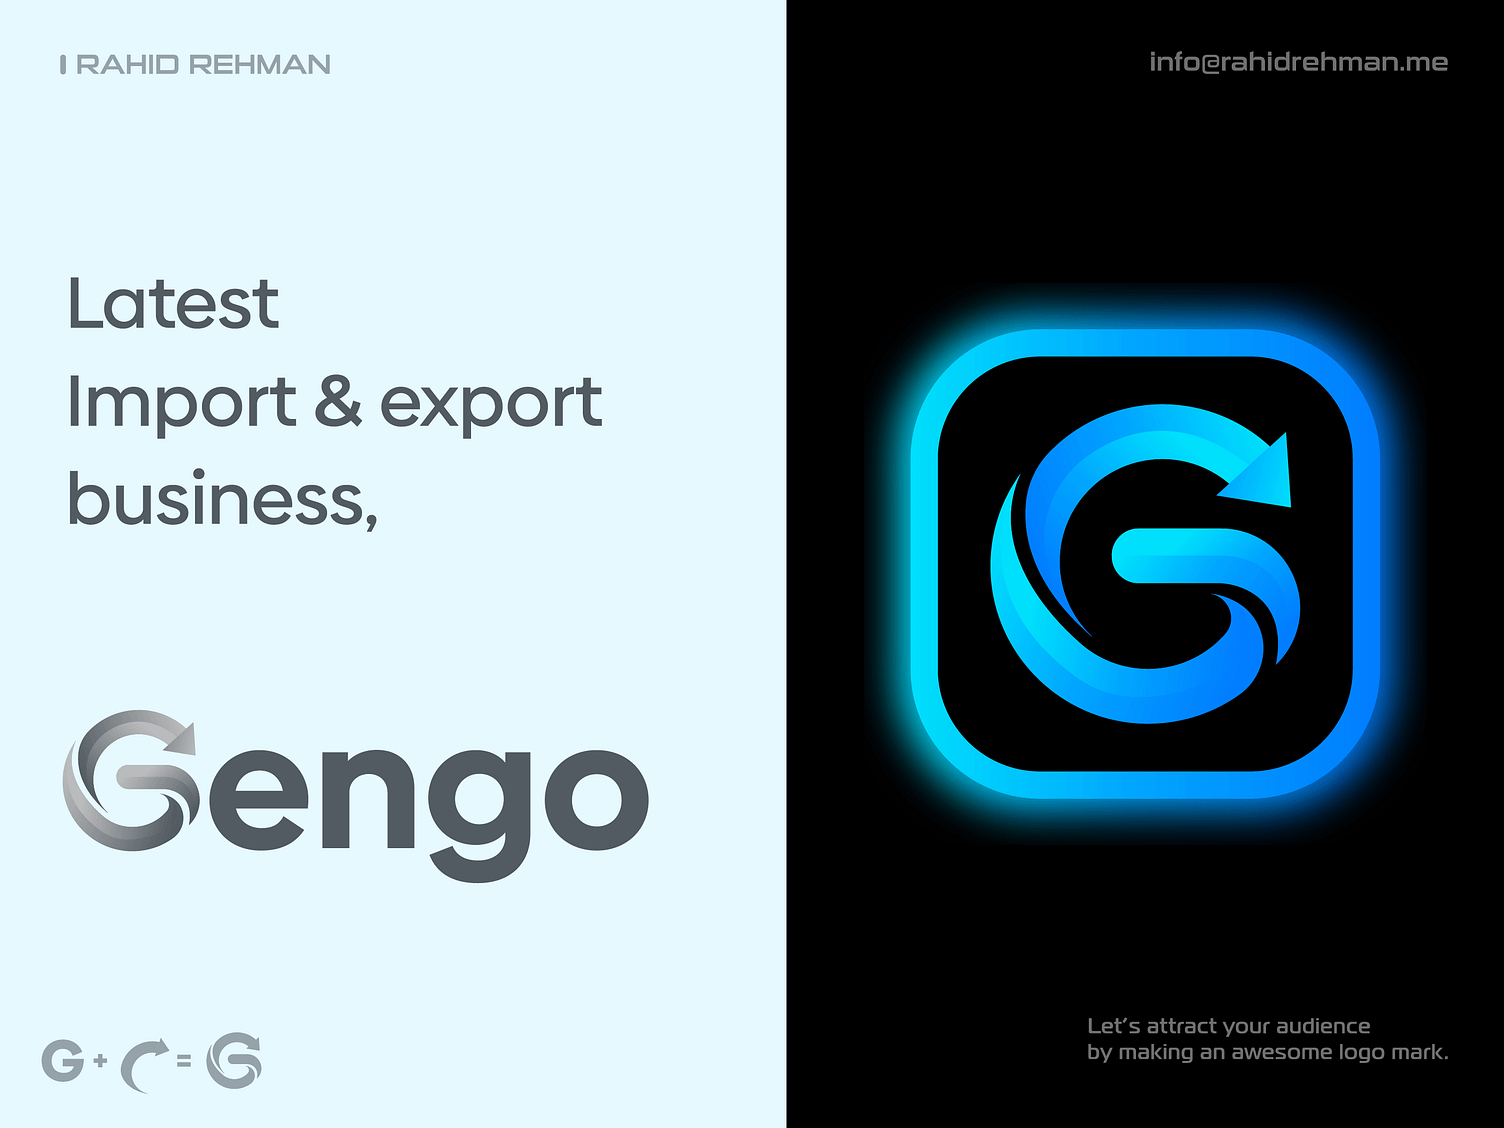 RAHID REHMAN
info@rahidrehman.me
Latest
Import & export
business,
Gengo
G + = G
Let's attract your audience
by making an awesome logo mark.